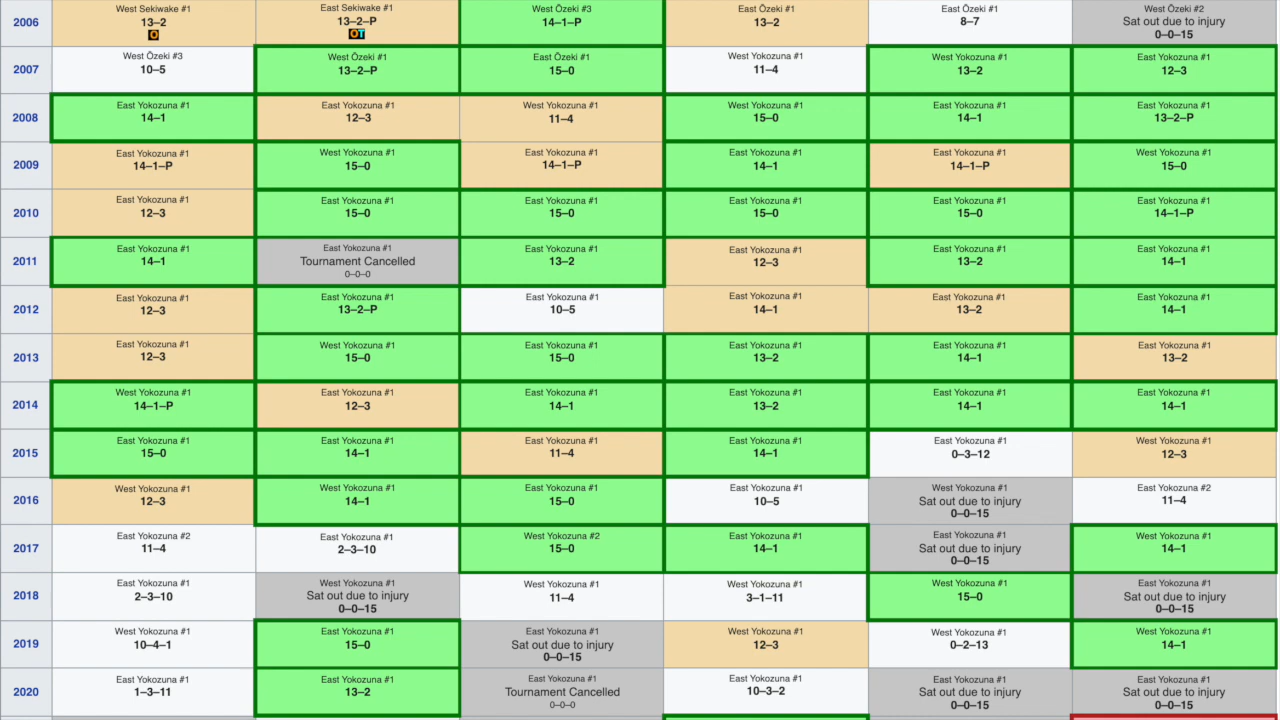 2006
West Sekiwake #1
13–2
O
East Sekiwake #1
13–2–P
OT
West Ōzeki #3
14–1–P
East Ōzeki #1
13–2
East Ōzeki #1
8–7
West Ōzeki #2
Sat out due to injury
0–0–15
2007
West Ōzeki #3
10–5
West Ōzeki #1
13–2–P
East Ōzeki #1
15–0
West Yokozuna #1
11–4
West Yokozuna #1
13–2
East Yokozuna #1
12–3
2008
East Yokozuna #1
14–1
East Yokozuna #1
12–3
West Yokozuna #1
11–4
West Yokozuna #1
15–0
East Yokozuna #1
14–1
East Yokozuna #1
13–2–P
2009
East Yokozuna #1
14–1–P
West Yokozuna #1
15–0
East Yokozuna #1
14–1–P
East Yokozuna #1
14–1
East Yokozuna #1
14–1–P
West Yokozuna #1
15–0
2010
East Yokozuna #1
12–3
East Yokozuna #1
15–0
East Yokozuna #1
15–0
East Yokozuna #1
15–0
East Yokozuna #1
15–0
East Yokozuna #1
14–1–P
2011
East Yokozuna #1
14–1
East Yokozuna #1
Tournament Cancelled
0–0–0
East Yokozuna #1
13–2
East Yokozuna #1
12–3
East Yokozuna #1
13–2
East Yokozuna #1
14–1
2012
East Yokozuna #1
12–3
East Yokozuna #1
13–2–P
East Yokozuna #1
10–5
East Yokozuna #1
14–1
East Yokozuna #1
13–2
East Yokozuna #1
14–1
2013
East Yokozuna #1
12–3
West Yokozuna #1
15–0
East Yokozuna #1
15–0
East Yokozuna #1
13–2
East Yokozuna #1
14–1
East Yokozuna #1
13–2
2014
West Yokozuna #1
14–1–P
East Yokozuna #1
12–3
East Yokozuna #1
14–1
East Yokozuna #1
13–2
East Yokozuna #1
14–1
East Yokozuna #1
14–1
2015
East Yokozuna #1
15–0
East Yokozuna #1
14–1
East Yokozuna #1
11–4
East Yokozuna #1
14–1
East Yokozuna #1
0–3–12
West Yokozuna #1
12–3
2016
West Yokozuna #1
12–3
West Yokozuna #1
14–1
East Yokozuna #1
15–0
East Yokozuna #1
10–5
West Yokozuna #1
Sat out due to injury
0–0–15
East Yokozuna #2
11–4
2017
East Yokozuna #2
11–4
East Yokozuna #1
2–3–10
West Yokozuna #2
15–0
East Yokozuna #1
14–1
East Yokozuna #1
Sat out due to injury
0–0–15
West Yokozuna #1
14–1
2018
East Yokozuna #1
2–3–10
West Yokozuna #1
Sat out due to injury
0–0–15
West Yokozuna #1
11–4
West Yokozuna #1
3–1–11
West Yokozuna #1
15–0
East Yokozuna #1
Sat out due to injury
0–0–15
2019
West Yokozuna #1
10–4–1
East Yokozuna #1
15–0
East Yokozuna #1
Sat out due to injury
0–0–15
West Yokozuna #1
12–3
East Yokozuna #1
0–2–13
West Yokozuna #1
14–1
2020
East Yokozuna #1
1–3–11
East Yokozuna #1
13–2
East Yokozuna #1
Tournament Cancelled
0–0–0
East Yokozuna #1
10–3–2
East Yokozuna #1
Sat out due to injury
0–0–15
East Yokozuna #1
Sat out due to injury
0–0–15